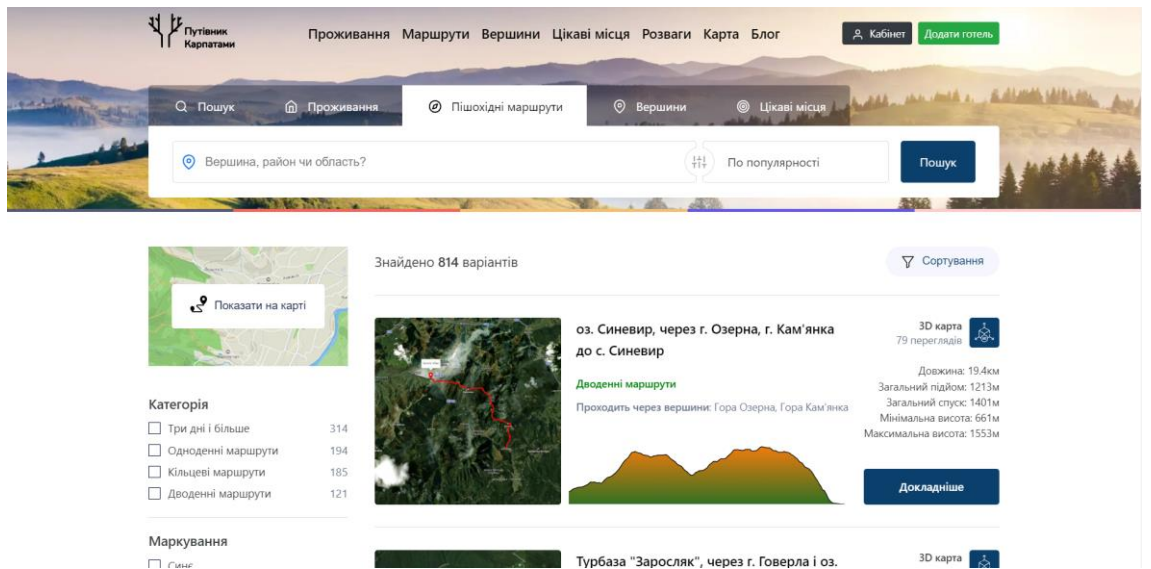 Путівник
Карпатами
Проживання Маршрути Вершини Цікаві місця Розваги Карта Блог
Кабінет
Додати готель
Пошук
Проживання
Пішохідні маршрути
Вершини
Цікаві місця
Вершина, район чи область?
По популярності
Пошук
Показати на карті
Знайдено 814 варіантів
Сортування
Категорія
Три дні і більше 314
Одноденні маршрути 194
Кільцеві маршрути 185
Дводенні маршрути 121
Маркування
Синє
оз. Синевир, через г. Озерна, г. Кам'янка
до с. Синевир
Дводенні маршрути
Проходить через вершини: Гора Озерна, Гора Кам'янка
3D карта
79 переглядів
Довжина: 19.4км
Загальний підйом: 1213м
Загальний спуск: 1401м
Мінімальна висота: 661м
Максимальна висота: 1553м
Докладніше
Турбаза "Заросляк", через г. Говерла і оз.
3D карта